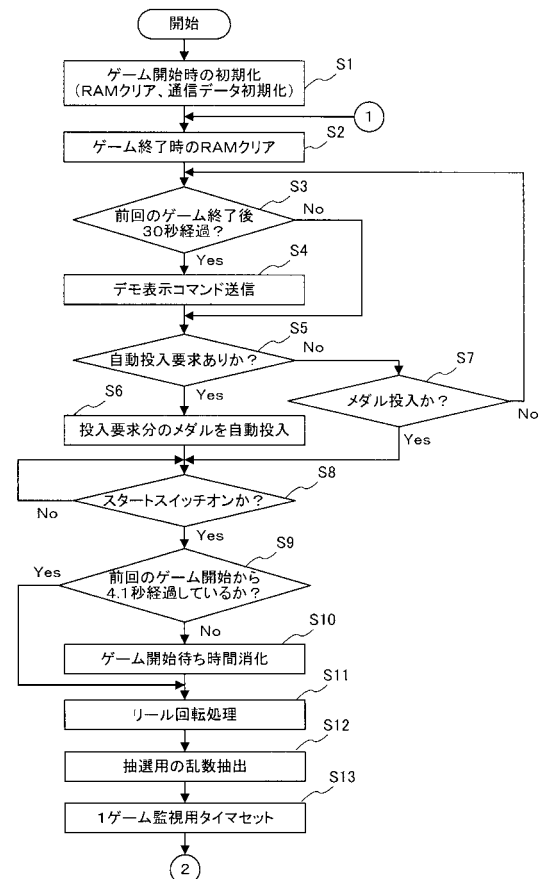 開始
ゲーム開始時の初期化
(RAMクリア、通信データ初期化)
S1
1
S2
ゲーム終了時のRAMクリア
S3
前回のゲーム終了後
30秒経過?
No
Yes
S4
デモ表示コマンド送信
S5
自動投入要求ありか?
No
Yes
S6
S7
メダル投入か?
No
Yes
投入要求分のメダルを自動投入
S8
スタートスイッチオンか?
No
Yes
S9
Yes
前回のゲーム開始から
4.1秒経過しているか?
No
S10
ゲーム開始待ち時間消化
S11
リール回転処理
S12
抽選用の乱数抽出
S13
1ゲーム監視用タイマセット
2